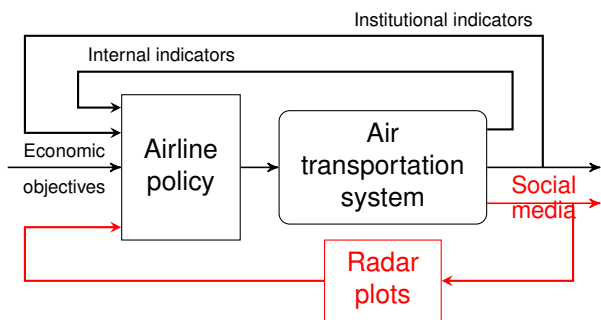 Institutional indicators
Internal indicators
Economic
objectives
Airline
policy
Air
transportation
system
Social
media
Radar
plots